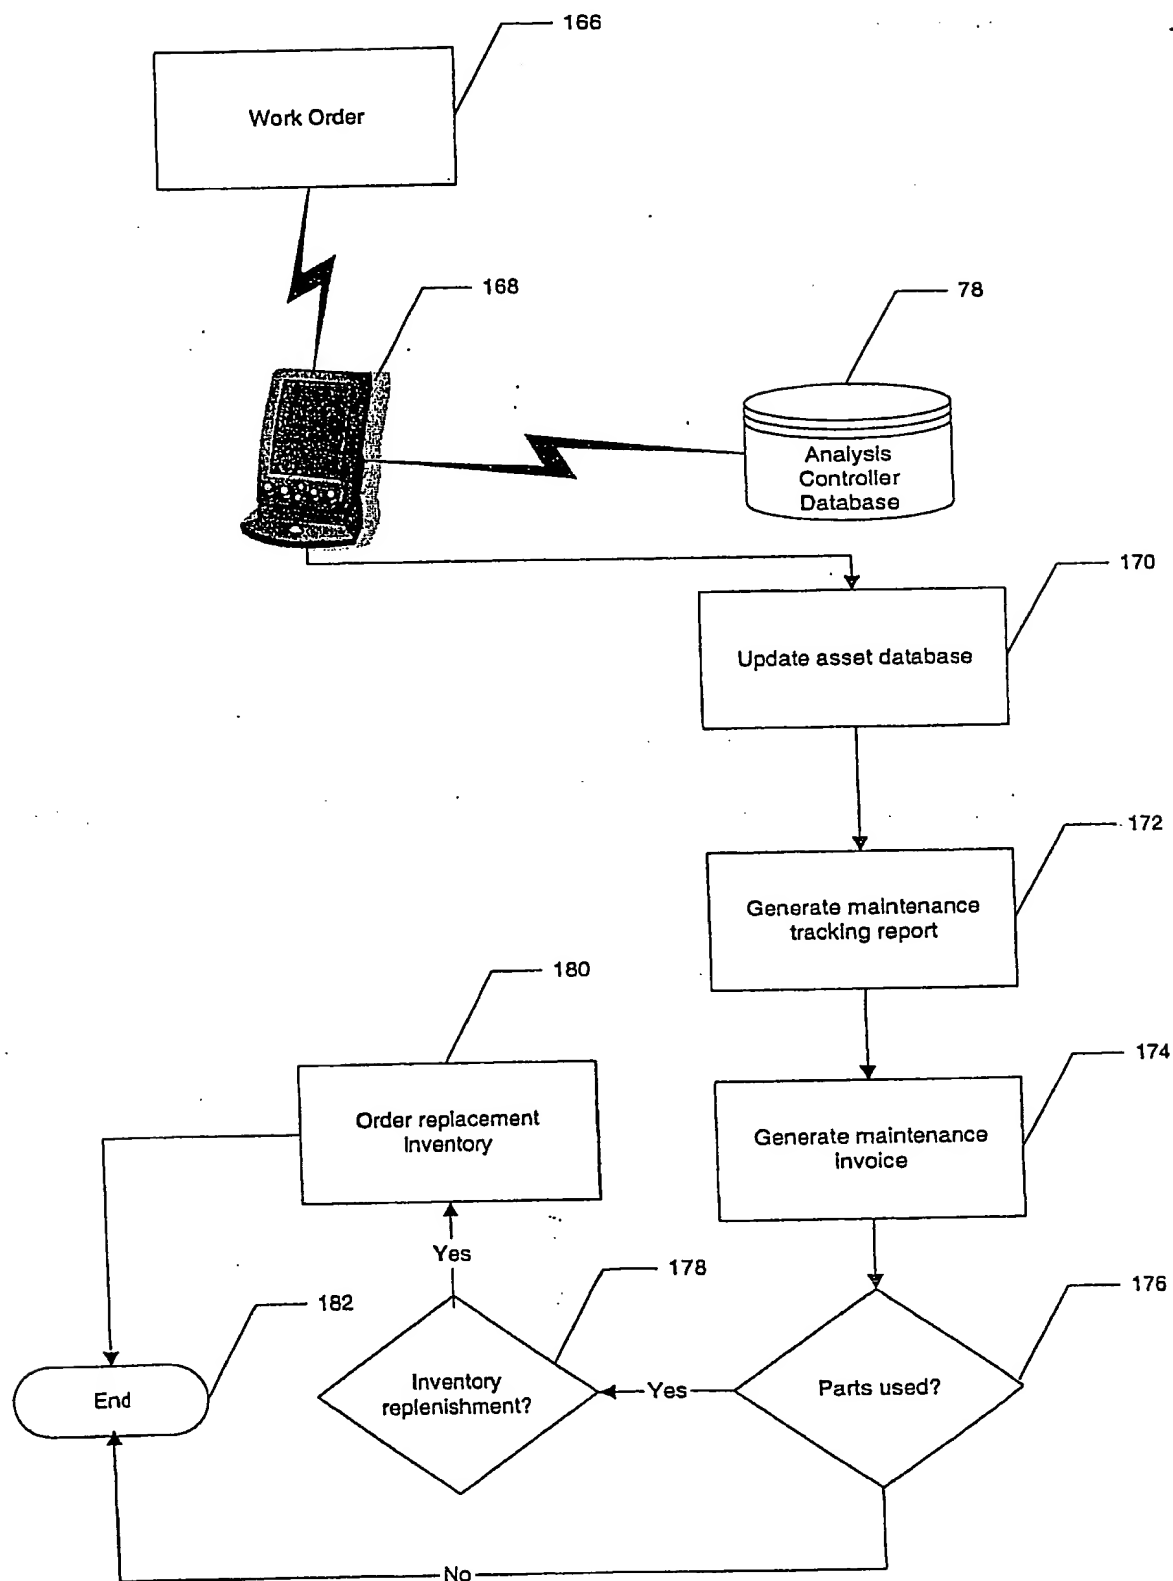 166
Work Order
168
78
Analysis
Controller
Database
170
Update asset database
172
Generate maintenance
tracking report
180
174
Order replacement
Inventory
Generate maintenance
invoice
Yes
178
176
182
End
Inventory
replenishment?
Yes
Parts used?
No